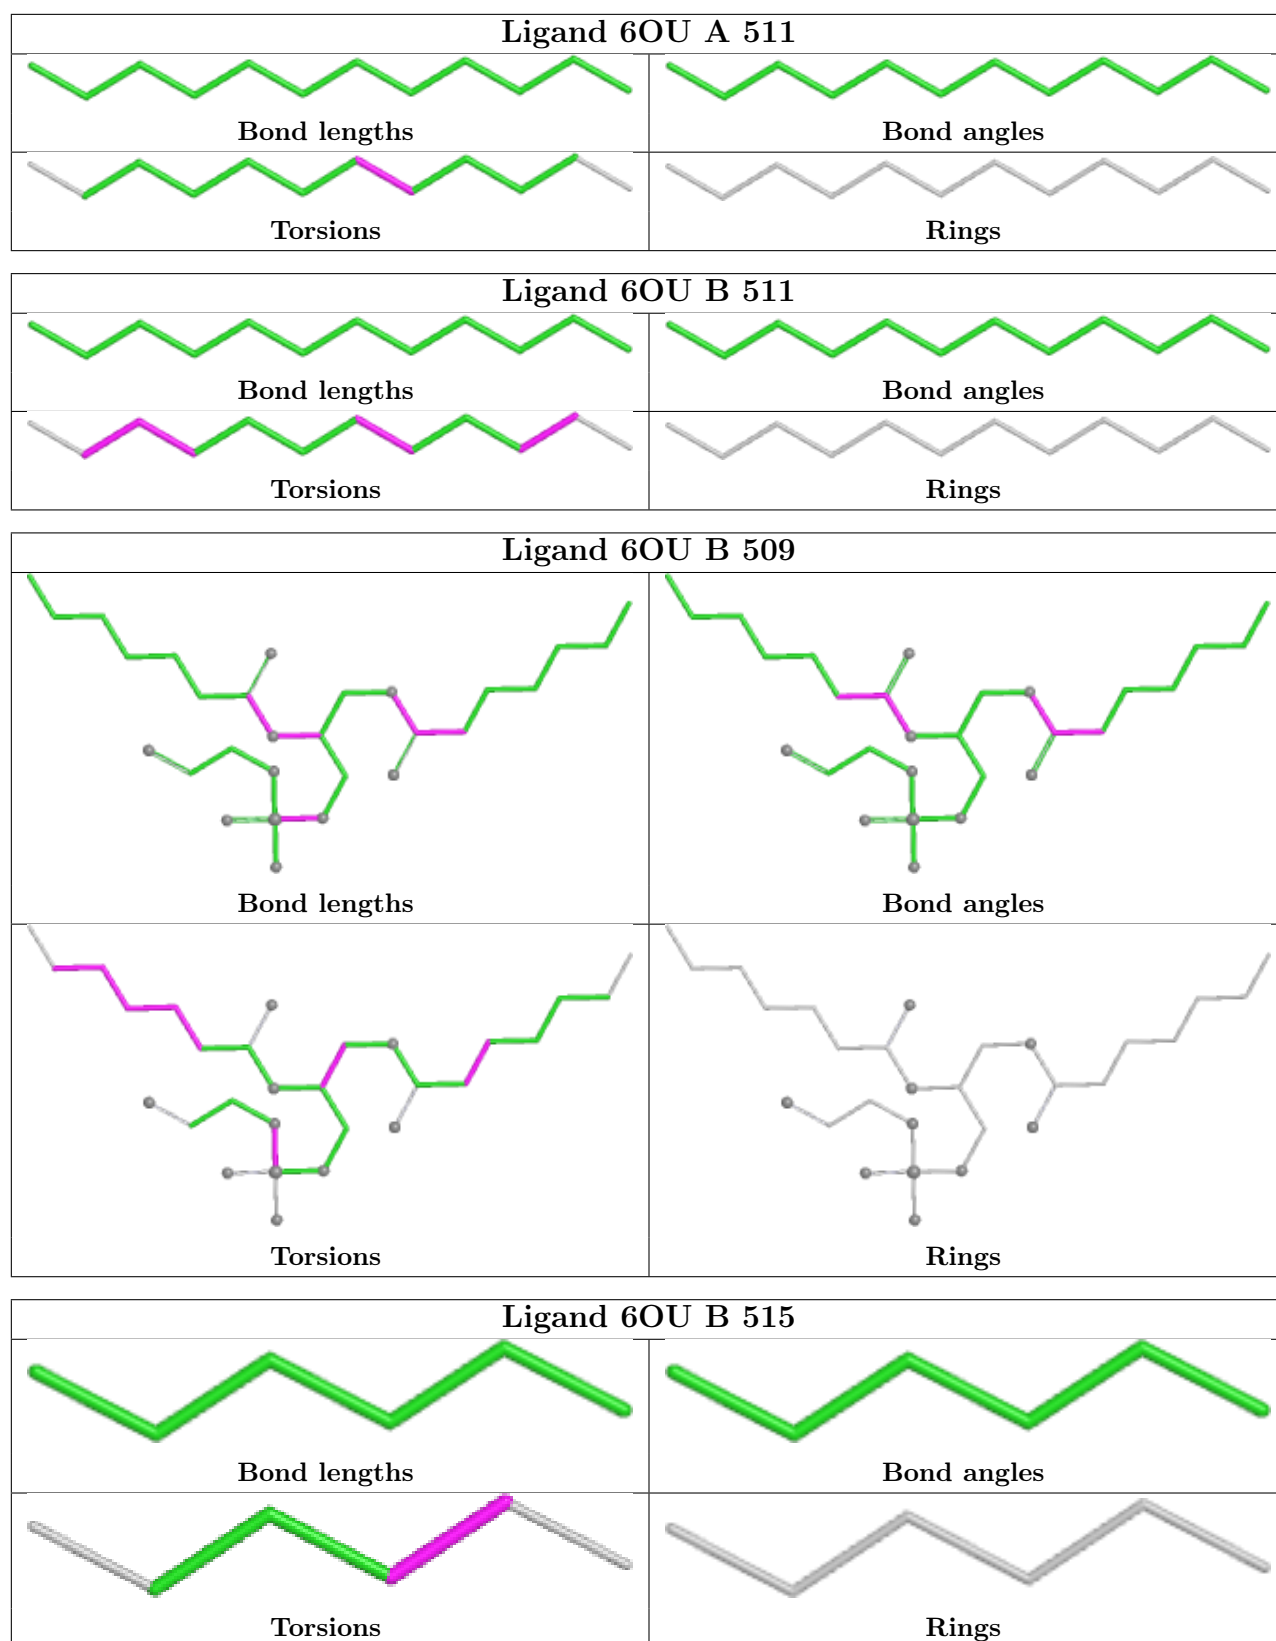 Ligand 6OU A 511
Bond lengths
Bond angles
Torsions
Rings
Ligand 6OU B 511
Bond lengths
Bond angles
Torsions
Rings
Ligand 6OU B 509
Bond lengths
Bond angles
Torsions
Rings
Ligand 6OU B 515
Bond lengths
Bond angles
Torsions
Rings